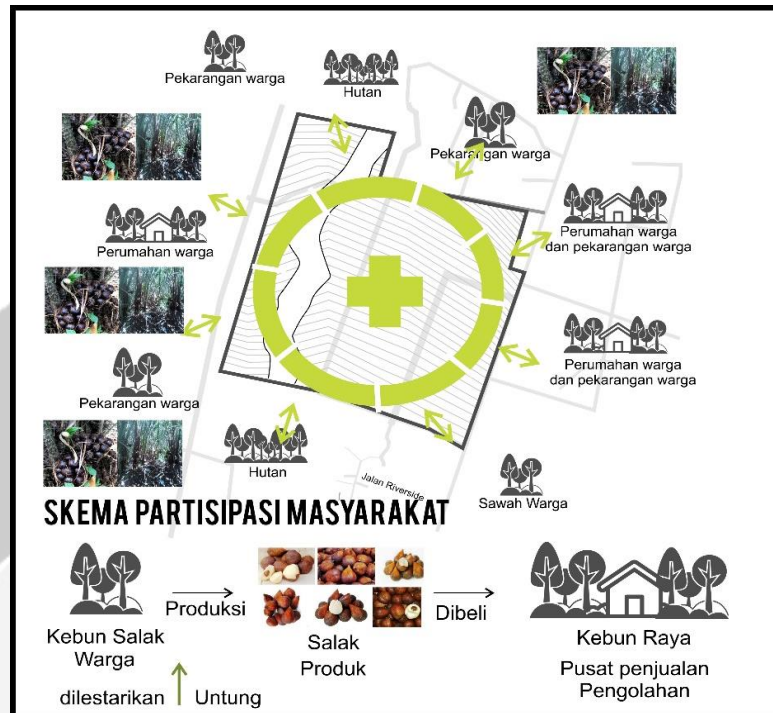 Pekarangan warga
Hutan
Pekarangan warga
Perumahan warga
Perumahan warga
dan pekarangan warga
Perumahan warga
dan pekarangan warga
Pekarangan warga
Hutan
Jalan Riverside
Sawah Warga
SKEMA PARTISIPASI MASYARAKAT
Produksi
Dibeli
Kebun Salak
Warga
Salak
Produk
Kebun Raya
Pusat penjualan
Pengolahan
dilestarikan
Untung